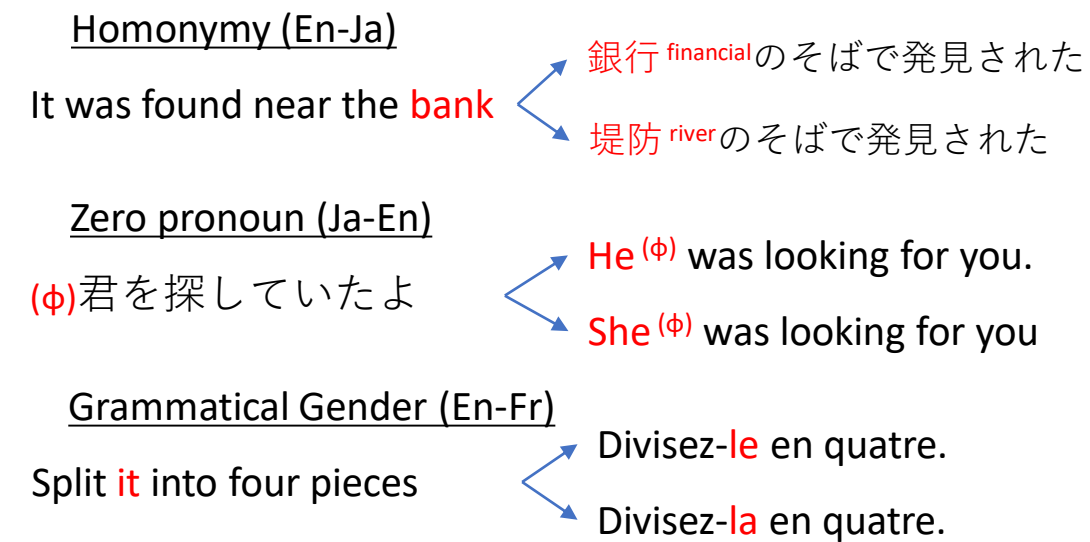 Homonymy (En-Ja)
It was found near the bank
銀行 financialのそばで発見された
堤防 riverのそばで発見された
Zero pronoun (Ja-En)
(φ)君を探していたよ
He (φ) was looking for you.
She (φ) was looking for you
Grammatical Gender (En-Fr)
Split it into four pieces
Divisez-le en quatre.
Divisez-la en quatre.